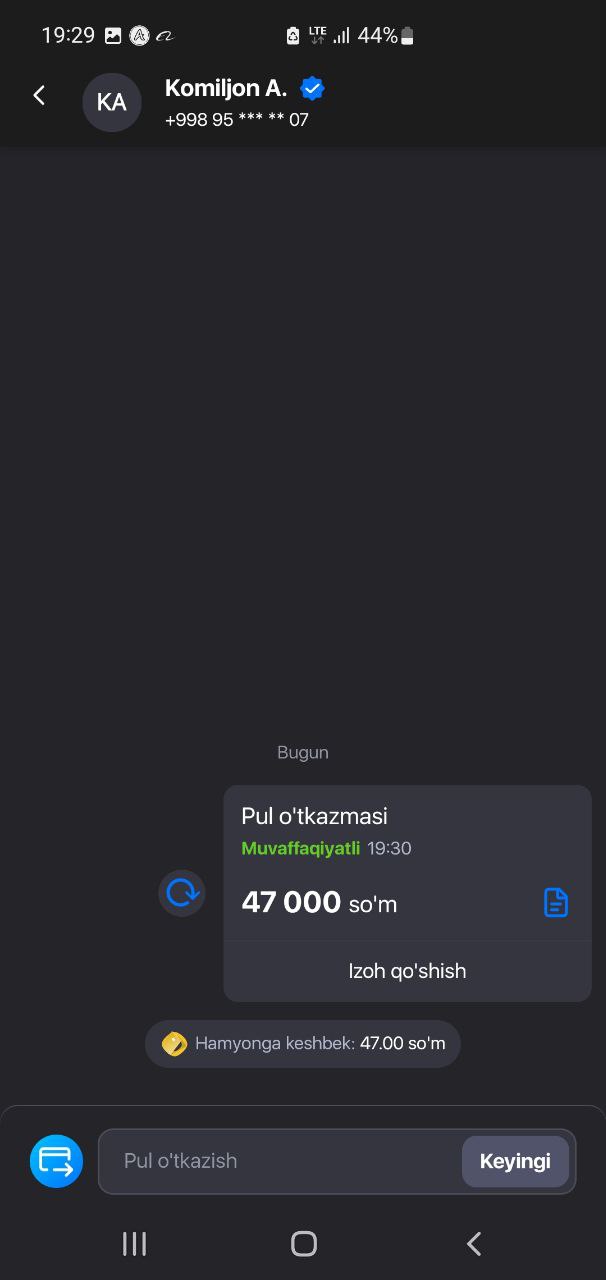 19:29
LTE
44%
KA
Komiljon A.
+998 95 *** ** 07
Bugun
Pul o'tkazmasi
Muvaffaqiyatli 19:30
47 000 so'm
Izoh qo'shish
Hamyonga keshbek: 47.00 so'm
Pul o'tkazish
Keyingi